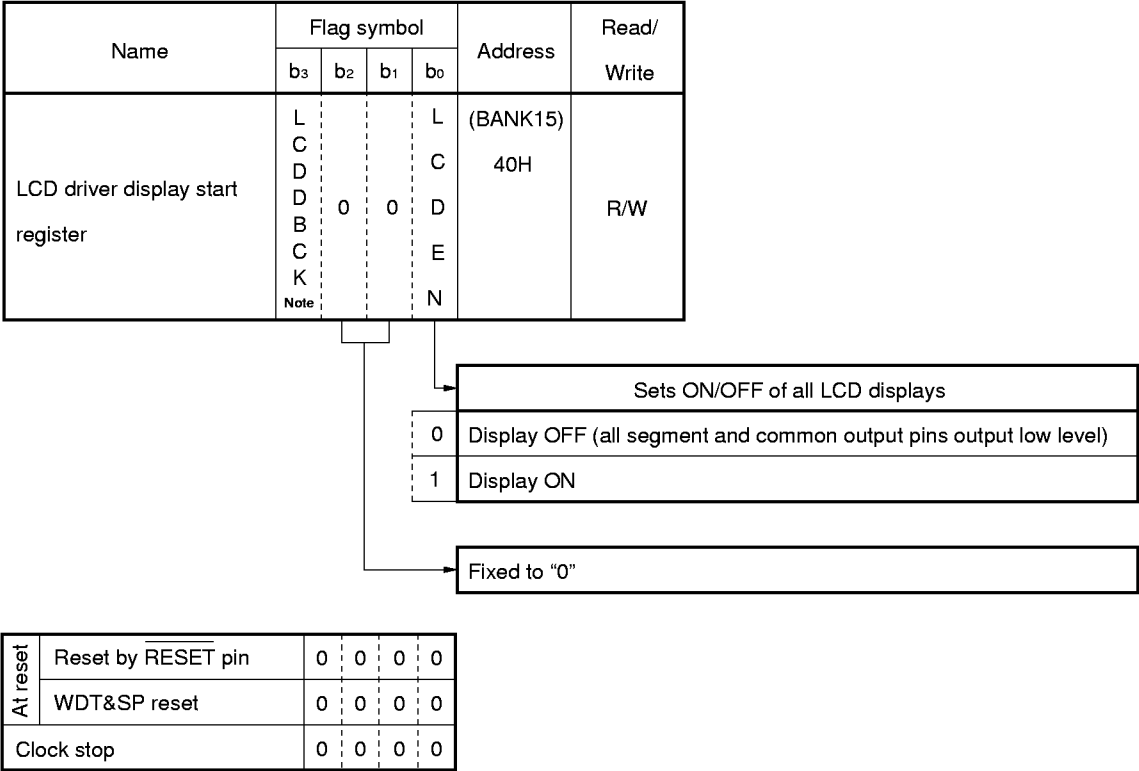 Name
Flag symbol
b3 b2 b1 b0
Address
Read/
Write
LCD driver display start
register
L
C
D
D
B
C
K
Note
0
0
L
C
D
E
N
(BANK15)
40H
R/W
Sets ON/OFF of all LCD displays
0 Display OFF (all segment and common output pins output low level)
1 Display ON
Fixed to “0”
At reset
Reset by RESET pin 0 0 0 0
WDT&SP reset 0 0 0 0
Clock stop 0 0 0 0